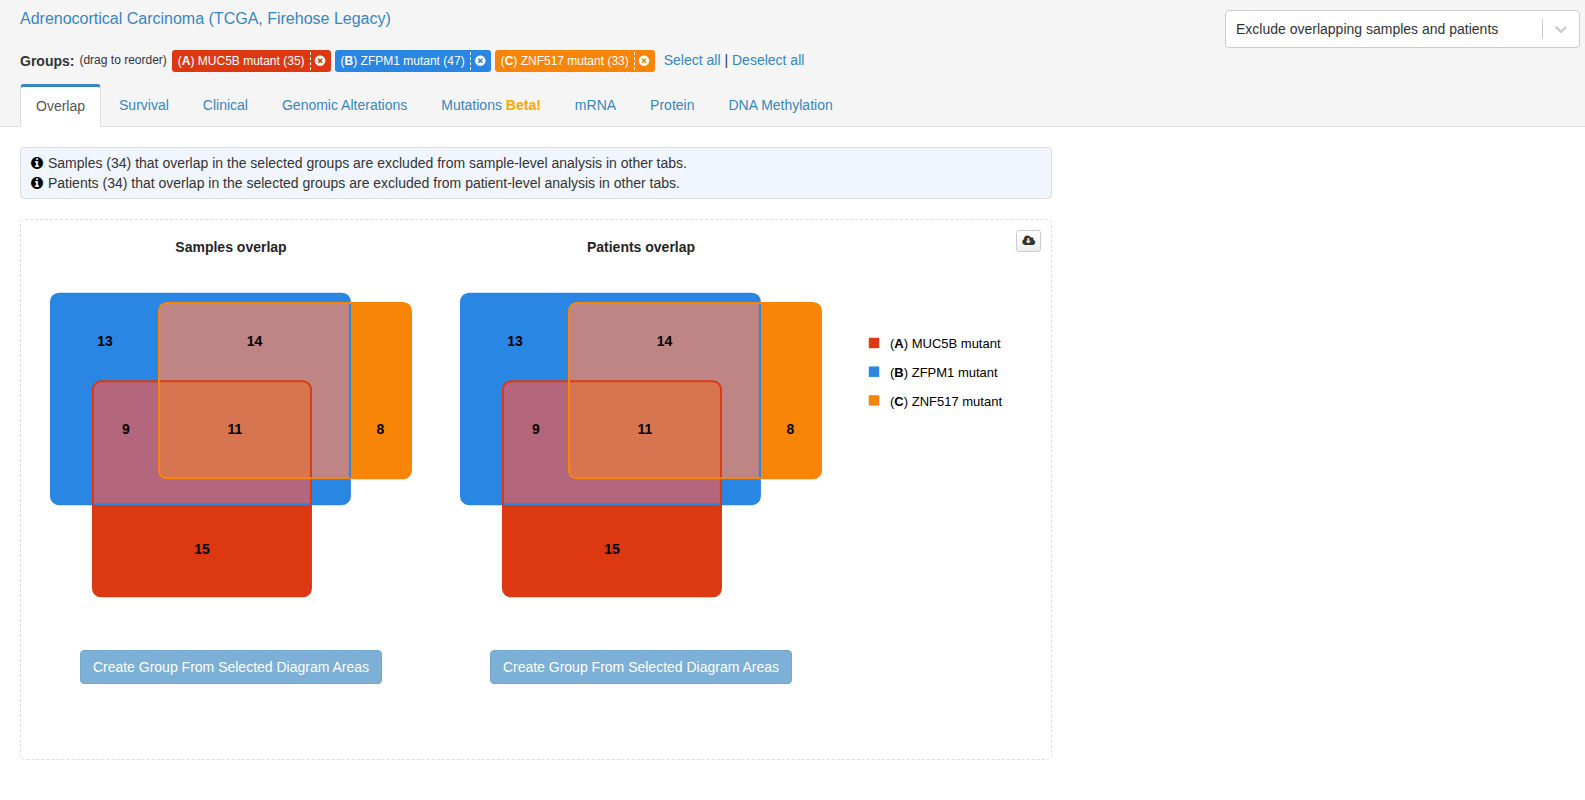 Adrenocortical Carcinoma (TCGA, Firehose Legacy)
Exclude overlapping samples and patients
Groups: (drag to reorder) (A) MUC5B mutant (35) (B) ZFPM1 mutant (47) (C) ZNF517 mutant (33) Select all | Deselect all
Overlap Survival Clinical Genomic Alterations Mutations Beta! mRNA Protein DNA Methylation
Samples (34) that overlap in the selected groups are excluded from sample-level analysis in other tabs.
Patients (34) that overlap in the selected groups are excluded from patient-level analysis in other tabs.
Samples overlap
13
14
9
11
8
15
Create Group From Selected Diagram Areas
Patients overlap
13
14
9
11
8
15
Create Group From Selected Diagram Areas
(A) MUC5B mutant
(B) ZFPM1 mutant
(C) ZNF517 mutant